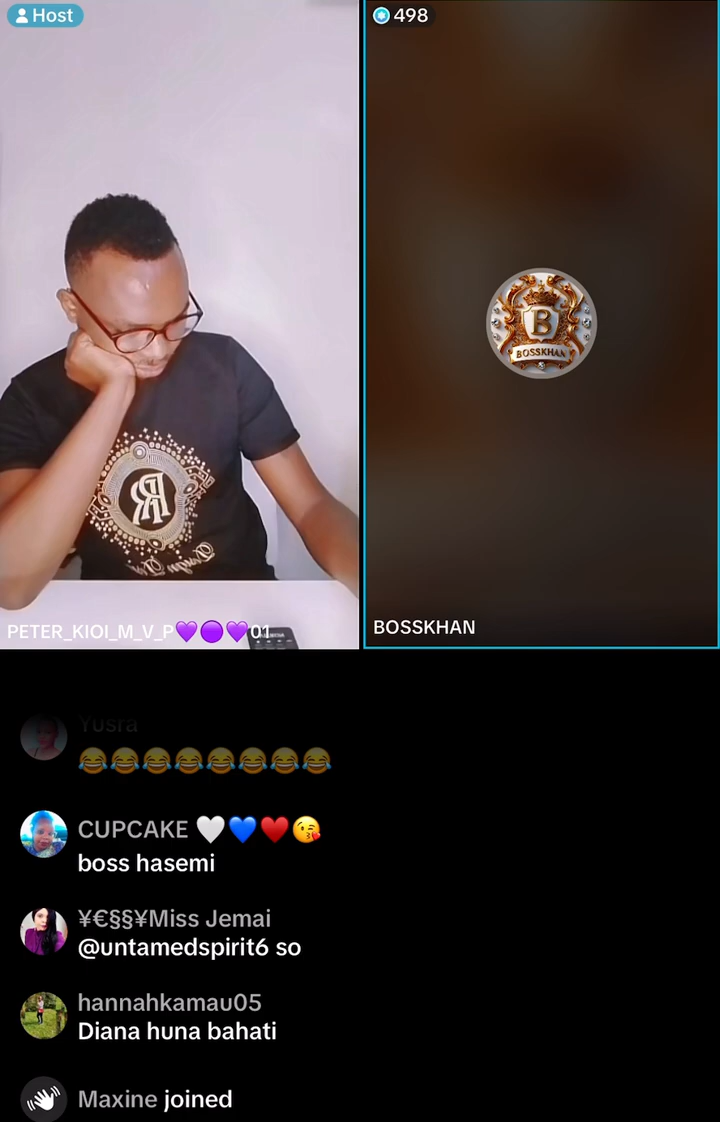 Host
498
PETER_KIOI_M_V_P💜🟣💜01
B
BOSSKHAN
BOSSKHAN
Yusra
😂😂😂😂😂😂😂😂
CUPCAKE 🤍💙❤️😘
boss hasemi
¥€§§¥Miss Jemai
@untamedspirit6 so
hannahkamau05
Diana huna bahati
Maxine joined